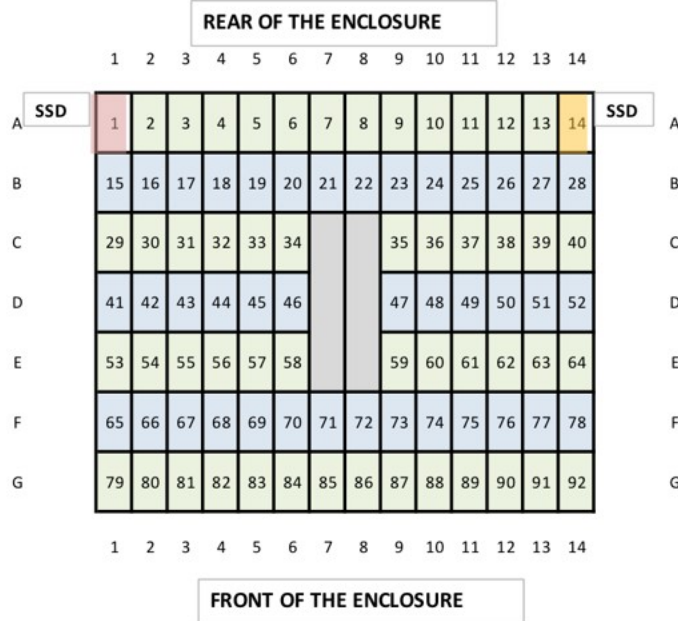 REAR OF THE ENCLOSURE
1 2 3 4 5 6 7 8 9 10 11 12 13 14
SSD SSD
A 1 2 3 4 5 6 7 8 9 10 11 12 13 14 A
B 15 16 17 18 19 20 21 22 23 24 25 26 27 28 B
C 29 30 31 32 33 34 35 36 37 38 39 40 C
D 41 42 43 44 45 46 47 48 49 50 51 52 D
E 53 54 55 56 57 58 59 60 61 62 63 64 E
F 65 66 67 68 69 70 71 72 73 74 75 76 77 78 F
G 79 80 81 82 83 84 85 86 87 88 89 90 91 92 G
1 2 3 4 5 6 7 8 9 10 11 12 13 14
FRONT OF THE ENCLOSURE